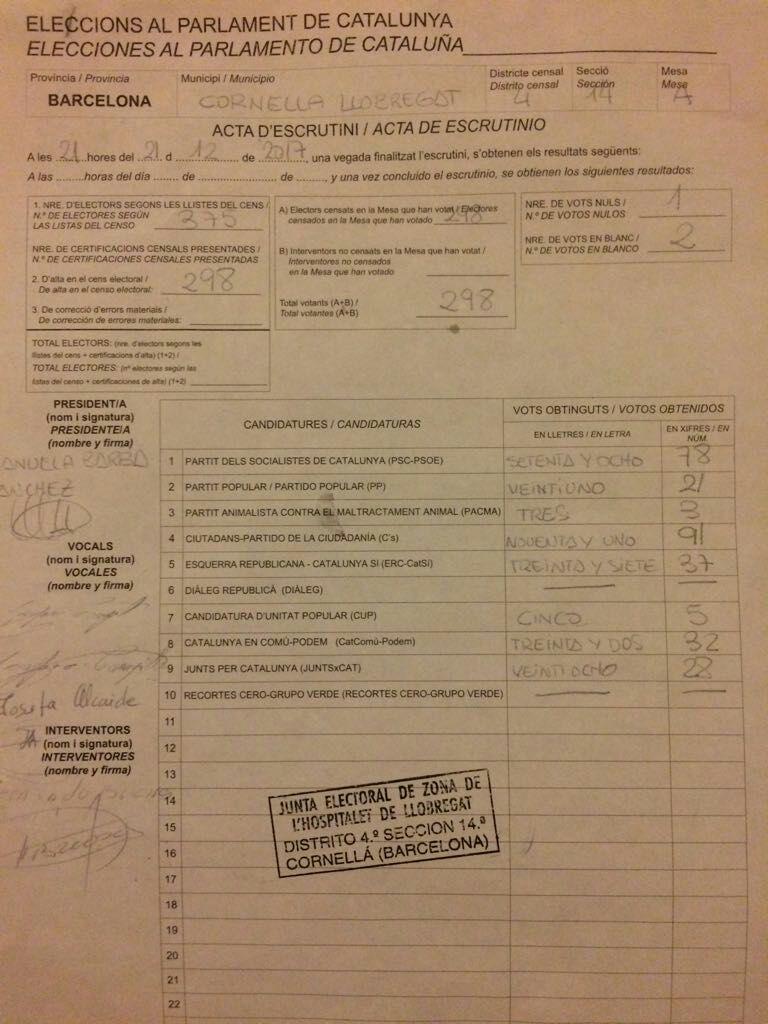 ELECCIONS AL PARLAMENT DE CATALUNYA
ELECCIONES AL PARLAMENTO DE CATALUÑA
Província / Provincia
BARCELONA
Municipi / Municipio
CORNELLA LLOBREGAT
Districte censal
Distrito censal
4
Secció
Sección
14
Mesa
Mesa
A
ACTA D'ESCRUTINI / ACTA DE ESCRUTINIO
A les 21 hores del 21 d 12 de 2017, una vegada finalitzat l'escrutini, s'obtenen els resultats següents:
A las ......... horas del día ....... de .................... de ........, y una vez concluido el escrutinio, se obtienen los siguientes resultados:
1. NRE. D'ELECTORS SEGONS LES LLISTES DEL CENS /
N.º DE ELECTORES SEGÚN
LAS LISTAS DEL CENSO 375
NRE. DE CERTIFICACIONS CENSALS PRESENTADES /
N.º DE CERTIFICACIONES CENSALES PRESENTADAS
2. D'alta en el cens electoral /
De alta en el censo electoral: 298
3. De correcció d'errors materials /
De corrección de errores materiales:
TOTAL ELECTORS: (nre. d'electors segons les
llistes del cens + certificacions d'alta) (1+2) /
TOTAL ELECTORES: (nº electores según las
listas del censo + certificaciones de alta) (1+2)
A) Electors censats en la Mesa que han votat / Electores
censados en la Mesa que han votado 298
B) Interventors no censats en la Mesa que han votat /
Interventores no censados
en la Mesa que han votado
Total votants (A+B) /
Total votantes (A+B) 298
NRE. DE VOTS NULS /
N.º DE VOTOS NULOS 1
NRE. DE VOTS EN BLANC /
N.º DE VOTOS EN BLANCO 2
PRESIDENT/A
(nom i signatura)
PRESIDENTE/A
(nombre y firma)
ANUELA BARBA
ANCHEZ
VOCALS
(nom i signatura)
VOCALES
(nombre y firma)
Josefa Alcaide
INTERVENTORS
(nom i signatura)
INTERVENTORES
(nombre y firma)
CANDIDATURES / CANDIDATURAS
VOTS OBTINGUTS / VOTOS OBTENIDOS
EN LLETRES / EN LETRA
EN XIFRES / EN NÚM.
1 PARTIT DELS SOCIALISTES DE CATALUNYA (PSC-PSOE) SETENTA Y OCHO 78
2 PARTIT POPULAR / PARTIDO POPULAR (PP) VEINTIUNO 21
3 PARTIT ANIMALISTA CONTRA EL MALTRACTAMENT ANIMAL (PACMA) TRES 3
4 CIUTADANS-PARTIDO DE LA CIUDADANÍA (C's) NOVENTA Y UNO 91
5 ESQUERRA REPUBLICANA - CATALUNYA SÍ (ERC-CatSí) TREINTA Y SIETE 37
6 DIÀLEG REPUBLICÀ (DIÀLEG)
7 CANDIDATURA D'UNITAT POPULAR (CUP) CINCO 5
8 CATALUNYA EN COMÚ-PODEM (CatComú-Podem) TREINTA Y DOS 32
9 JUNTS PER CATALUNYA (JUNTSxCAT) VEINTIOCHO 28
10 RECORTES CERO-GRUPO VERDE (RECORTES CERO-GRUPO VERDE)
11
12
13
14
15
16
17
18
19
20
21
22
JUNTA ELECTORAL DE ZONA DE
L'HOSPITALET DE LLOBREGAT
DISTRITO 4.º SECCION 14.ª
CORNELLÁ (BARCELONA)